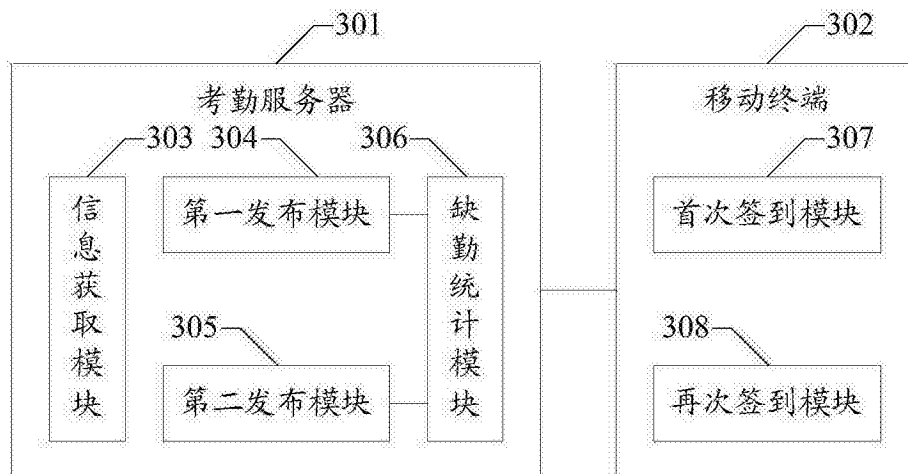 301
302
考勤服务器
移动终端
303
304
306
307
信息获取模块
第一发布模块
缺勤统计模块
首次签到模块
305
308
第二发布模块
再次签到模块